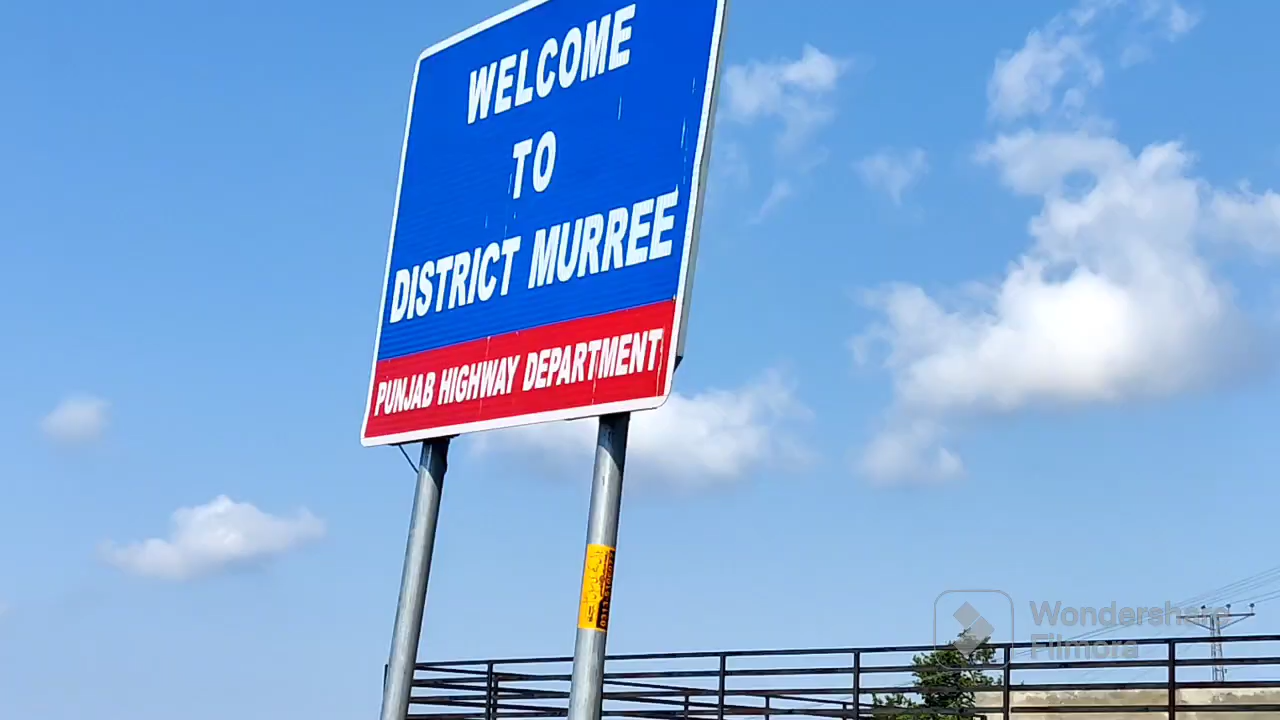 WELCOME
TO
DISTRICT MURREE
PUNJAB HIGHWAY DEPARTMENT
Wondershare
Filmora